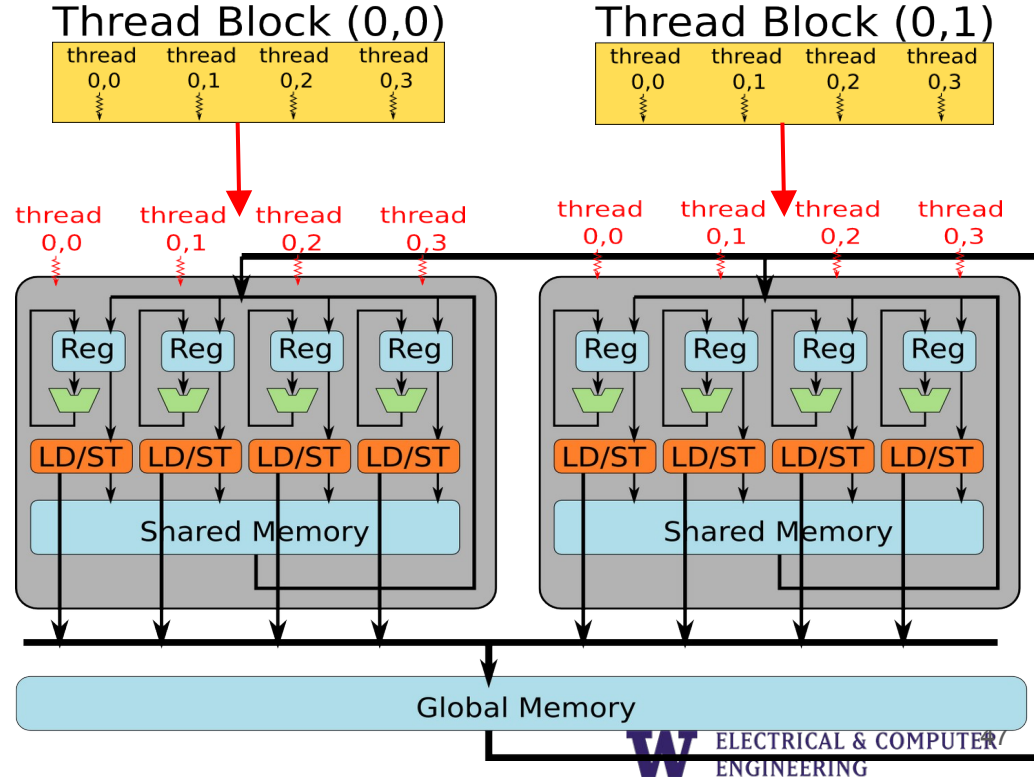 Thread Block (0,0)
Thread Block (0,1)
thread thread thread thread
0,0 0,1 0,2 0,3
thread thread thread thread
0,0 0,1 0,2 0,3
thread thread thread thread
0,0 0,1 0,2 0,3
thread thread thread thread
0,0 0,1 0,2 0,3
Reg Reg Reg Reg
Reg Reg Reg Reg
LD/ST LD/ST LD/ST LD/ST
LD/ST LD/ST LD/ST LD/ST
Shared Memory
Shared Memory
Global Memory
W
ELECTRICAL & COMPUTER
47
ENGINEERING